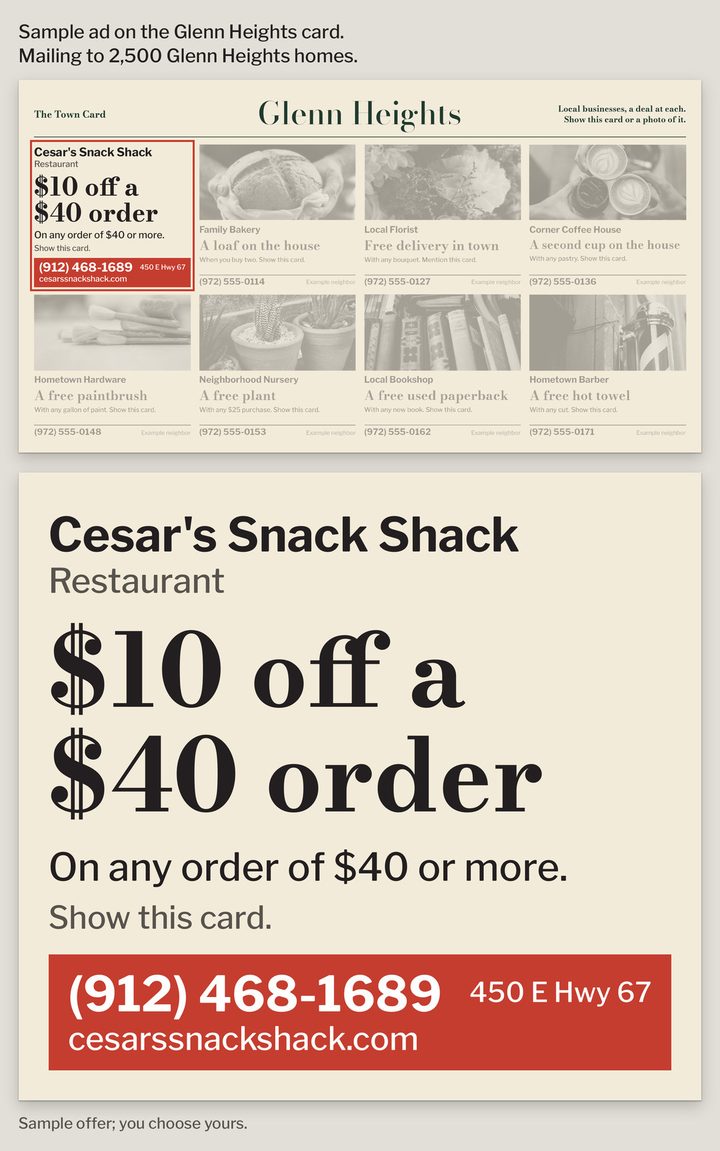 Sample ad on the Glenn Heights card.
Mailing to 2,500 Glenn Heights homes.
The Town Card
Glenn Heights
Local businesses, a deal at each.
Show this card or a photo of it.
Cesar's Snack Shack
Restaurant
$10 off a
$40 order
On any order of $40 or more.
Show this card.
(912) 468-1689 450 E Hwy 67
cesarssnackshack.com
Family Bakery
A loaf on the house
When you buy two. Show this card.
(972) 555-0114 Example neighbor
Local Florist
Free delivery in town
With any bouquet. Mention this card.
(972) 555-0127 Example neighbor
Corner Coffee House
A second cup on the house
With any pastry. Show this card.
(972) 555-0136 Example neighbor
Hometown Hardware
A free paintbrush
With any gallon of paint. Show this card.
(972) 555-0148 Example neighbor
Neighborhood Nursery
A free plant
With any $25 purchase. Show this card.
(972) 555-0153 Example neighbor
Local Bookshop
A free used paperback
With any new book. Show this card.
(972) 555-0162 Example neighbor
Hometown Barber
A free hot towel
With any cut. Show this card.
(972) 555-0171 Example neighbor
Cesar's Snack Shack
Restaurant
$10 off a
$40 order
On any order of $40 or more.
Show this card.
(912) 468-1689 450 E Hwy 67
cesarssnackshack.com
Sample offer; you choose yours.